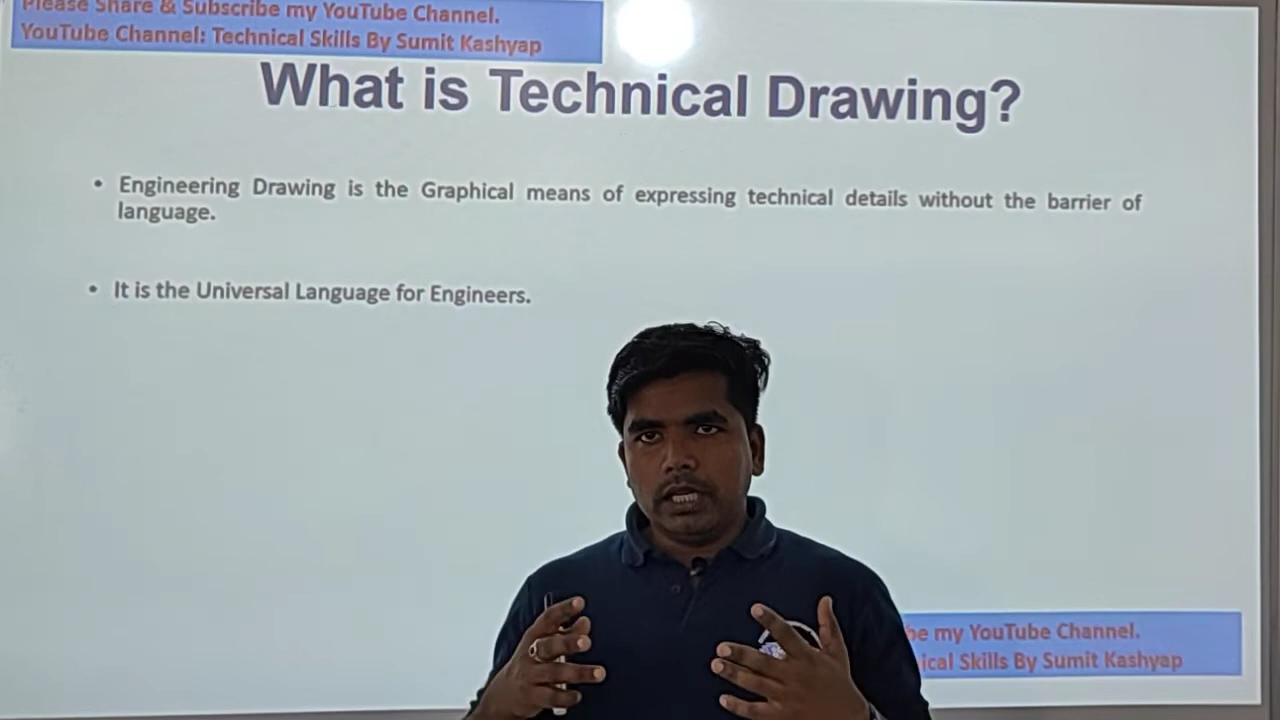 Please Share & Subscribe my YouTube Channel.
YouTube Channel: Technical Skills By Sumit Kashyap
What is Technical Drawing?
• Engineering Drawing is the Graphical means of expressing technical details without the barrier of
language.
• It is the Universal Language for Engineers.
my YouTube Channel.
Skills By Sumit Kashyap